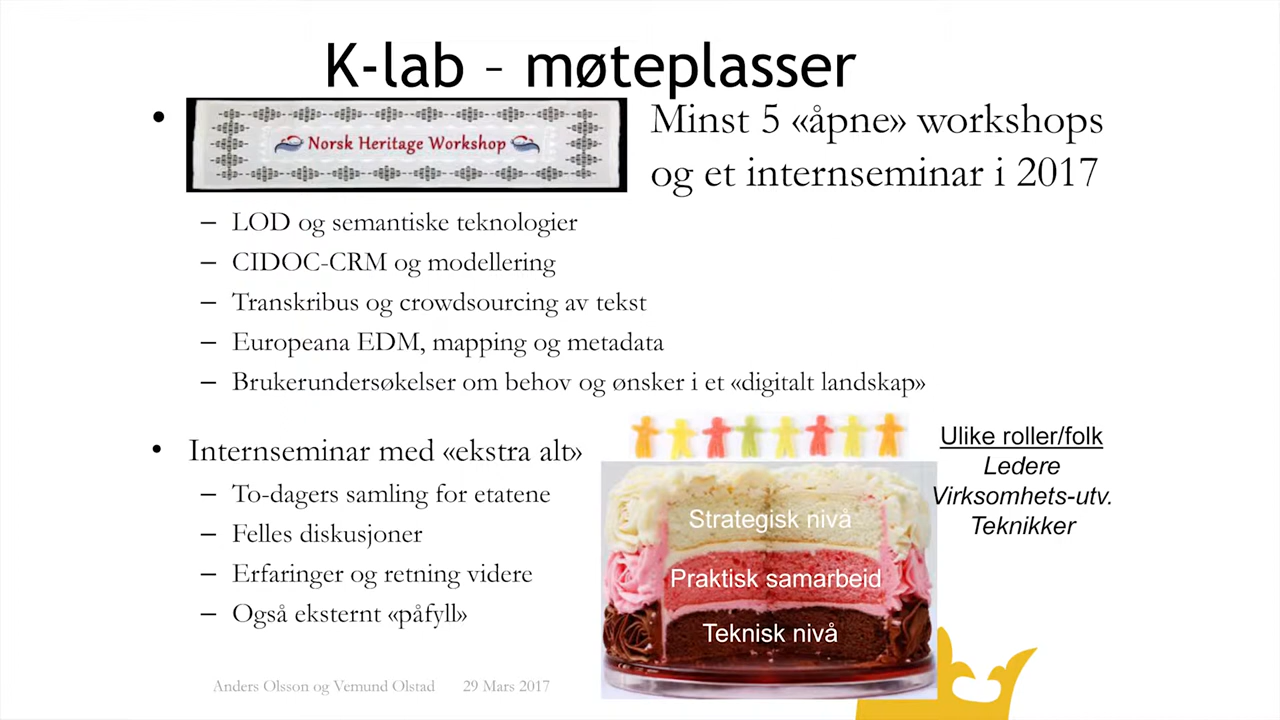 K-lab – møteplasser
• Norsk Heritage Workshop
Minst 5 «åpne» workshops
og et internseminar i 2017
– LOD og semantiske teknologier
– CIDOC-CRM og modellering
– Transkribus og crowdsourcing av tekst
– Europeana EDM, mapping og metadata
– Brukerundersøkelser om behov og ønsker i et «digitalt landskap»
• Internseminar med «ekstra alt»
– To-dagers samling for etatene
– Felles diskusjoner
– Erfaringer og retning videre
– Også eksternt «påfyll»
Strategisk nivå
Praktisk samarbeid
Teknisk nivå
Ulike roller/folk
Ledere
Virksomhets-utv.
Teknikker
Anders Olsson og Vemund Olstad 29 Mars 2017